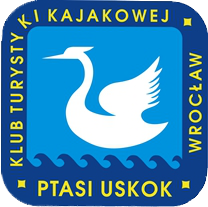 KLUB TURYSTYKI KAJAKOWEJ
WROCŁAW
PTASI USKOK